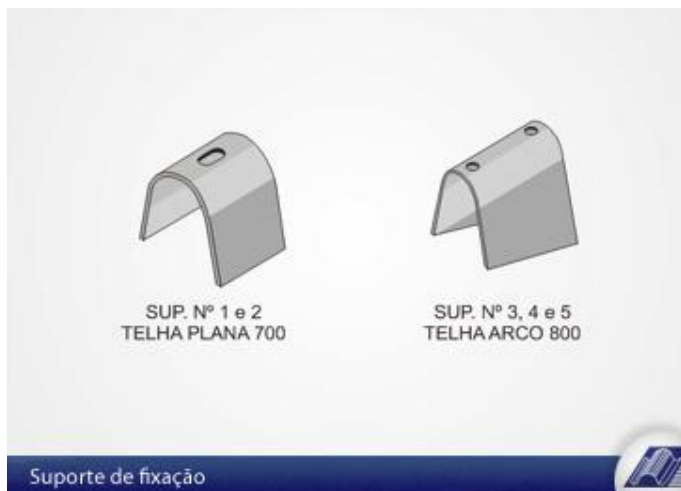 SUP. Nº 1 e 2
TELHA PLANA 700
SUP. Nº 3, 4 e 5
TELHA ARCO 800
Suporte de fixação